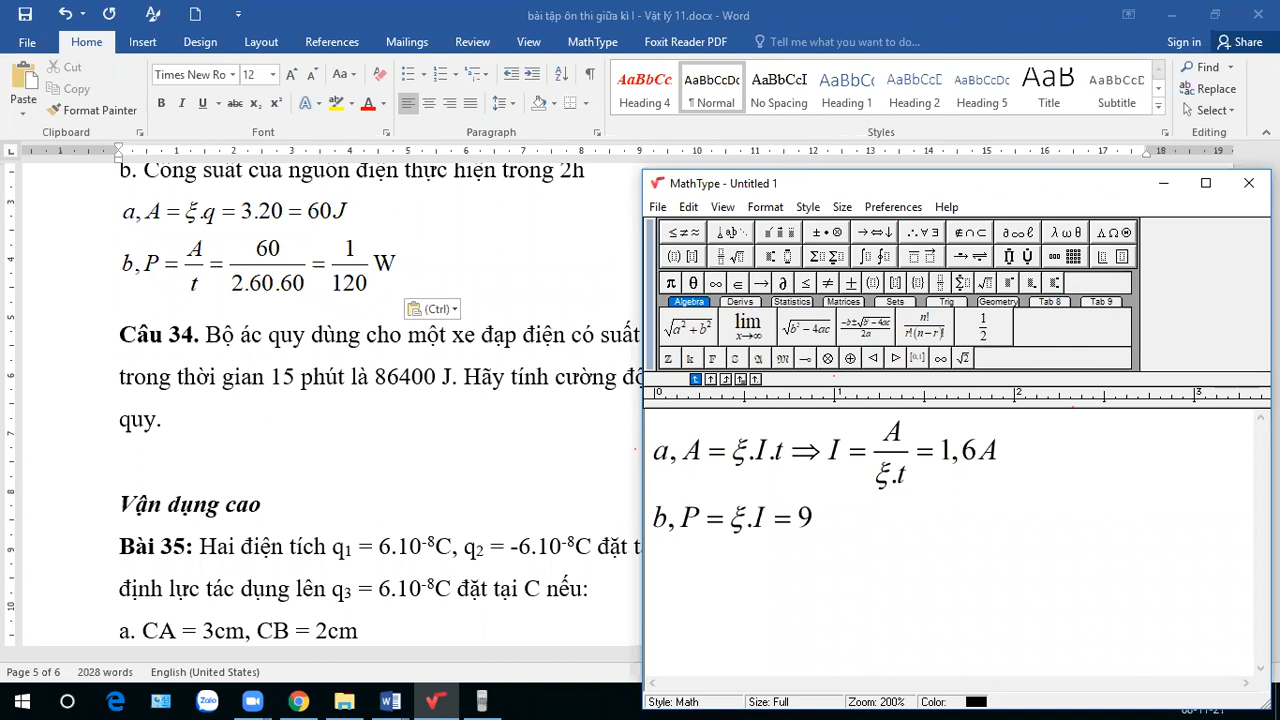 bài tập ôn thi giữa kì I - Vật lý 11.docx - Word
File Home Insert Design Layout References Mailings Review View MathType Foxit Reader PDF Tell me what you want to do... Sign in Share
Cut
Copy
Format Painter
Paste
Times New Ro 12 Aa
B I U abc x₂ x² A A
AaBbCc AaBbCcDc AaBbCcI AaBbC AaBbCcD AaBbCcDc AaB AaBbCcD
Heading 4 ¶ Normal No Spacing Heading 1 Heading 2 Heading 5 Title Subtitle
Find
Replace
Select
Clipboard Font Paragraph Styles Editing
b. Công suất của nguồn điện thực hiện trong 2h
a, A = ξ.q = 3.20 = 60J
b, P = A/t = 60/2.60.60 = 1/120 W
(Ctrl)
Câu 34. Bộ ác quy dùng cho một xe đạp điện có suất
trong thời gian 15 phút là 86400 J. Hãy tính cường độ
quy.
Vận dụng cao
Bài 35: Hai điện tích q₁ = 6.10⁻⁸C, q₂ = -6.10⁻⁸C đặt t
định lực tác dụng lên q₃ = 6.10⁻⁸C đặt tại C nếu:
a. CA = 3cm, CB = 2cm
MathType - Untitled 1
File Edit View Format Style Size Preferences Help
Algebra Derivs Statistics Matrices Sets Trig Geometry Tab 8 Tab 9
a, A = ξ.I.t ⇒ I = A/ξ.t = 1,6A
b, P = ξ.I = 9
Style: Math Size: Full Zoom: 200% Color:
Page 5 of 6 2028 words English (United States)